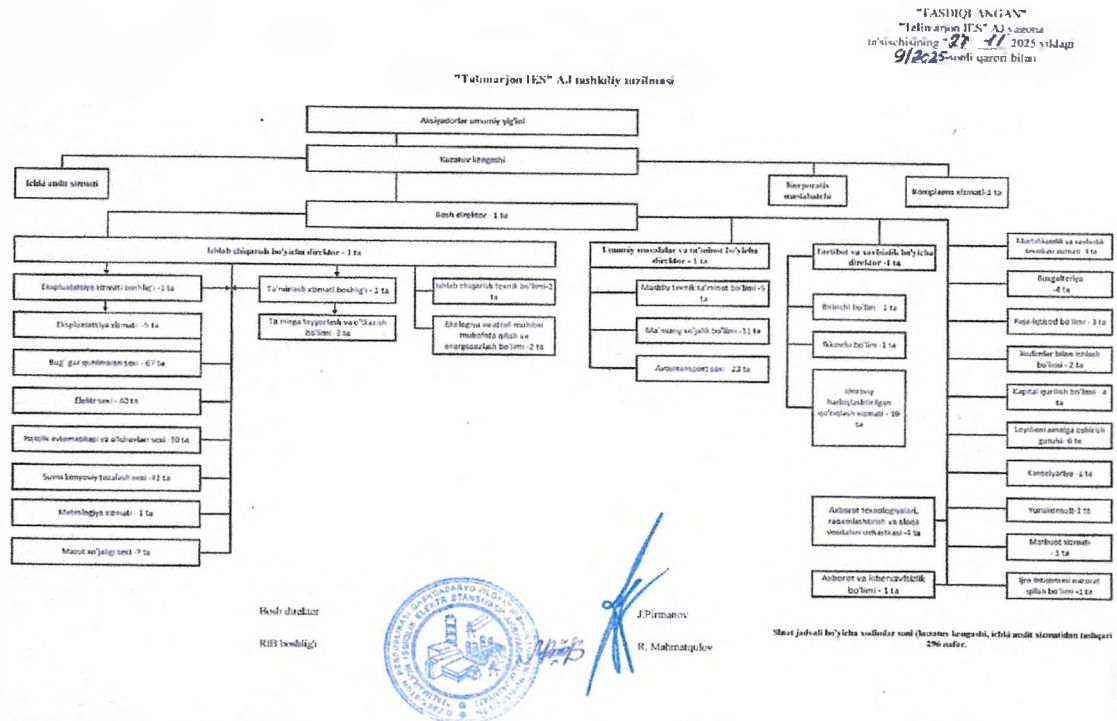 "TASDIQLANGAN"
"Talimarjon IES" AJ yagona
ta'sischisining "27" 11 2025 yildagi
9/2025-sonli qarori bilan
"Talimarjon IES" AJ tashkiliy tuzilmasi
Aksiyadorlar umumiy yig'ini
Kuzatuv kengashi
Ichki audit xizmati
Korporativ
maslahatchi
Komplaens xizmati-1 ta
Bosh direktor - 1 ta
Ishlab chiqarish bo'yicha direktor - 1 ta
Umumiy masalalar va ta'minot bo'yicha
direktor - 1 ta
Tartibot va xavfsizlik bo'yicha
direktor -1 ta
Ekspluatatsiya xizmati boshlig'i -1 ta
Ekspluatatsiya xizmati -5 ta
Bug' gaz qurilmalari sexi - 67 ta
Elektr sexi - 40 ta
Issiqlik avtomatikasi va o'lchovlari sexi -30 ta
Suvni kimyoviy tozalash sexi -41 ta
Metrologiya xizmati - 1 ta
Mazut xo'jaligi sexi -7 ta
Ta'mirlash xizmati boshlig'i - 1 ta
Ta'mirga tayyorlash va o'tkazish
bo'limi -3 ta
Ishlab chiqarish texnik bo'limi-2
ta
Ekologiya va atrof-muhitni
muhofaza qilish va
energotejash bo'limi -2 ta
Moddiy texnik ta'minot bo'limi -5
ta
Ma'muriy xo'jalik bo'limi -11 ta
Avtotransport sexi - 23 ta
Birinchi bo'lim - 1 ta
Ikkinchi bo'lim -1 ta
Idoraviy
harbiylashtirilgan
qo'riqlash xizmati - 19
ta
Axborot texnologiyalari,
raqamlashtirish va aloqa
vositalari uchastkasi -4 ta
Axborot va kiberxavfsizlik
bo'limi - 1 ta
Mustahkamlik va xavfsizlik
texnikasi xizmati -4 ta
Buxgalteriya
-4 ta
Reja-iqtisod bo'limi - 3 ta
Xodimlar bilan ishlash
bo'limi - 2 ta
Kapital qurilish bo'limi - 4
ta
Loyihani amalga oshirish
guruhi- 6 ta
Kanselyariya -1 ta
Yuriskonsult-1 ta
Matbuot xizmati
- 1 ta
Ijro intizomini nazorat
qilish bo'limi -1 ta
Bosh direktor
J.Pirmanov
RIB boshlig'i
R. Mahmatqulov
Shtat jadvali bo'yicha xodimlar soni (kuzatuv kengashi, ichki audit xizmatidan tashqari
296 nafar.